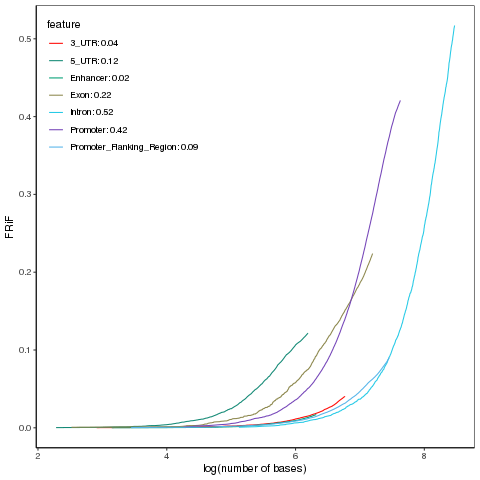 feature
3_UTR: 0.04
5_UTR: 0.12
Enhancer: 0.02
Exon: 0.22
Intron: 0.52
Promoter: 0.42
Promoter_Flanking_Region: 0.09
FRiF
0.5
0.4
0.3
0.2
0.1
0.0
2 4 6 8
log(number of bases)